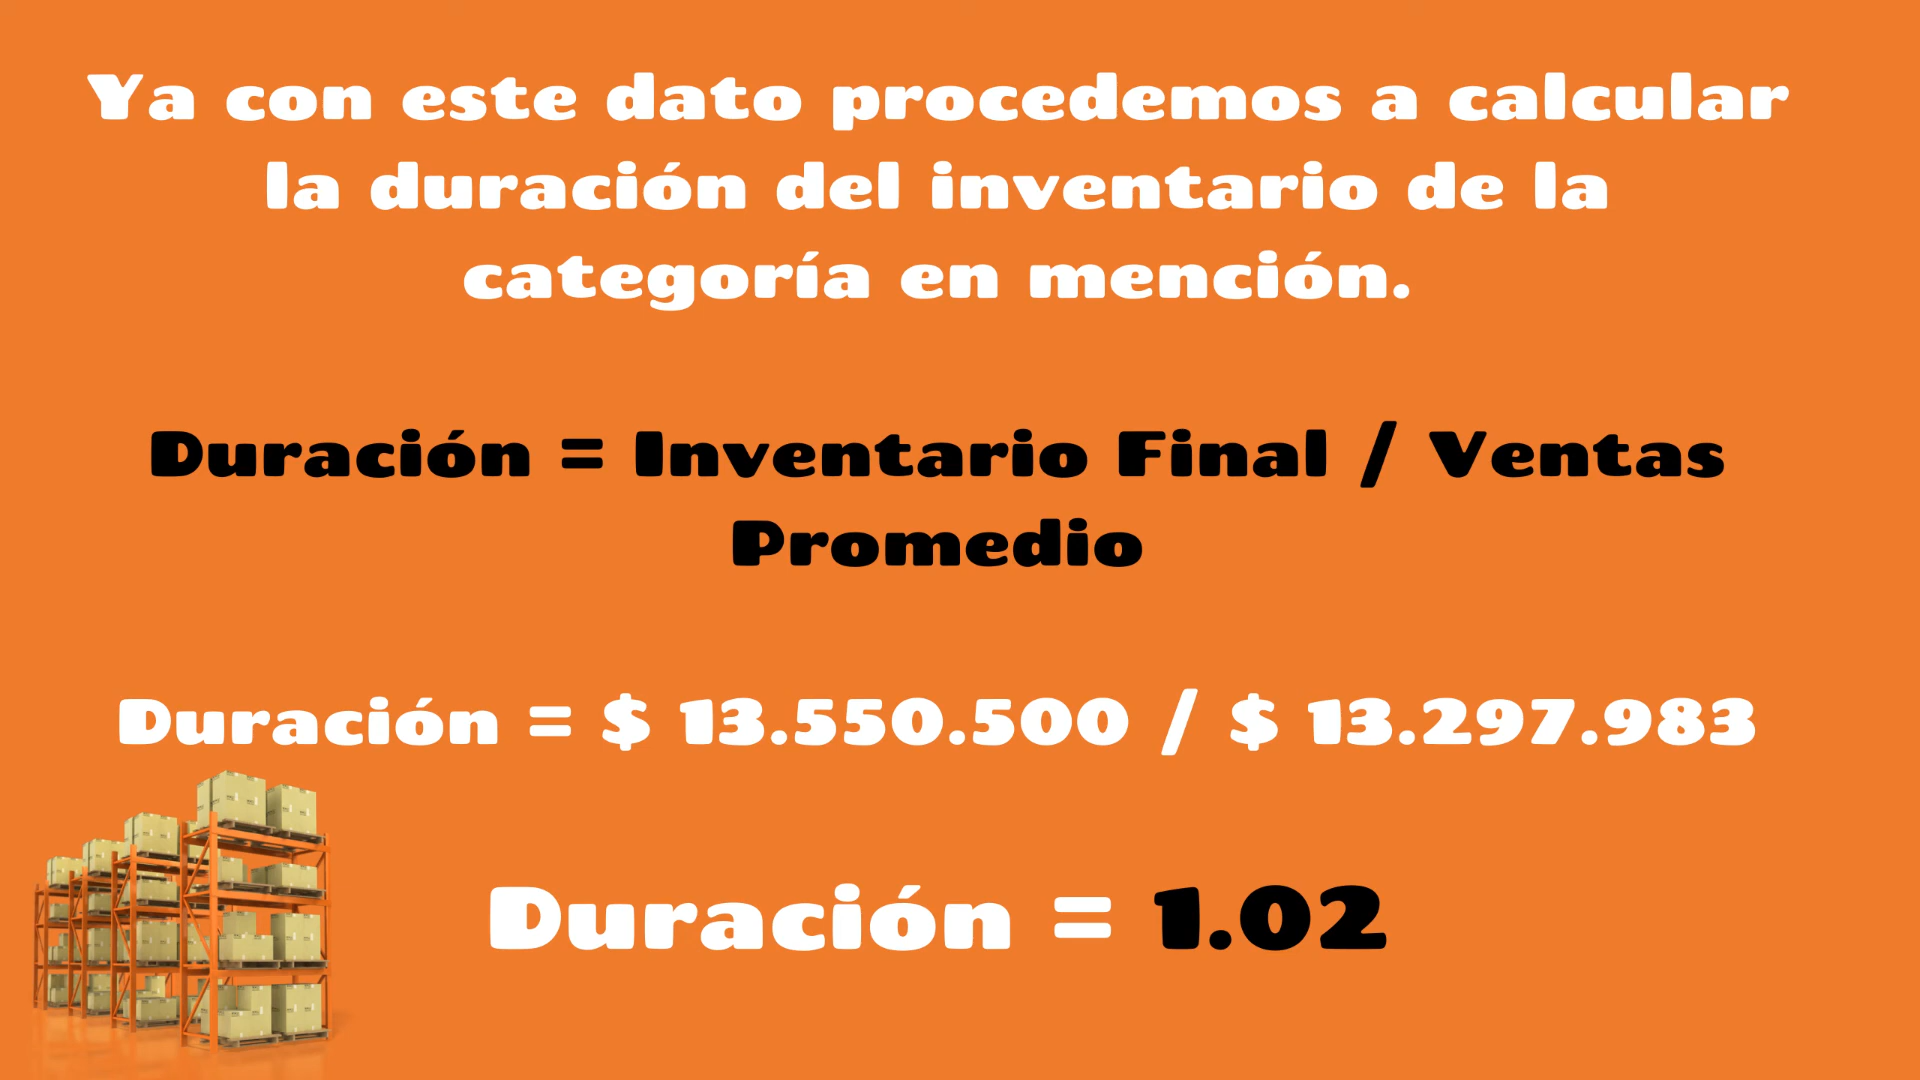 Ya con este dato procedemos a calcular
la duración del inventario de la
categoría en mención.
Duración = Inventario Final / Ventas
Promedio
Duración = $ 13.550.500 / $ 13.297.983
Duración = 1.02